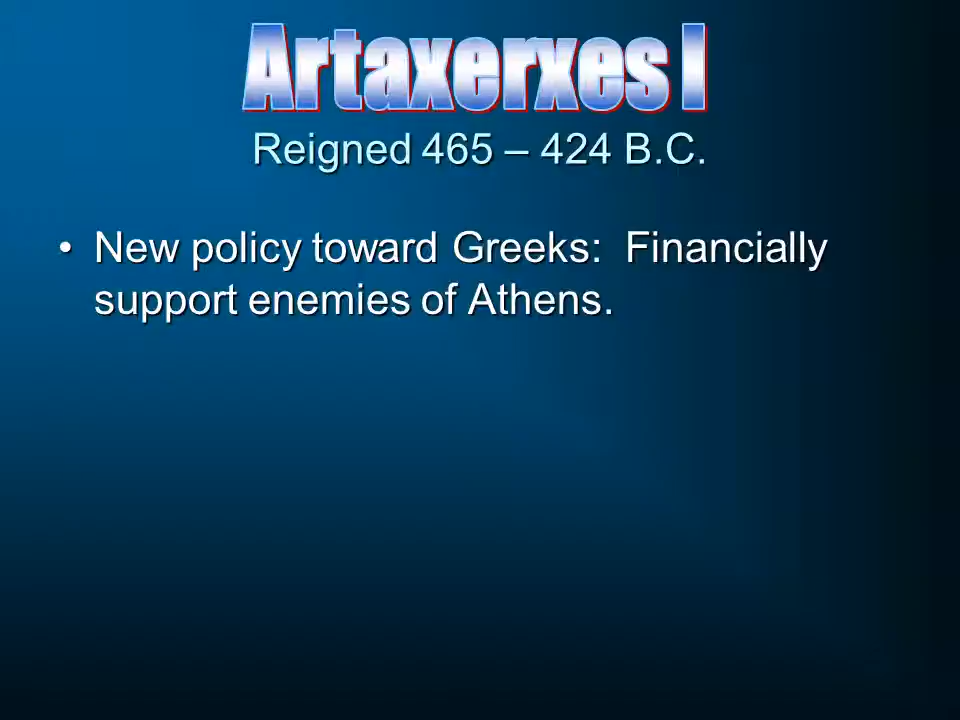 Artaxerxes I
Reigned 465 – 424 B.C.
• New policy toward Greeks:  Financially
support enemies of Athens.